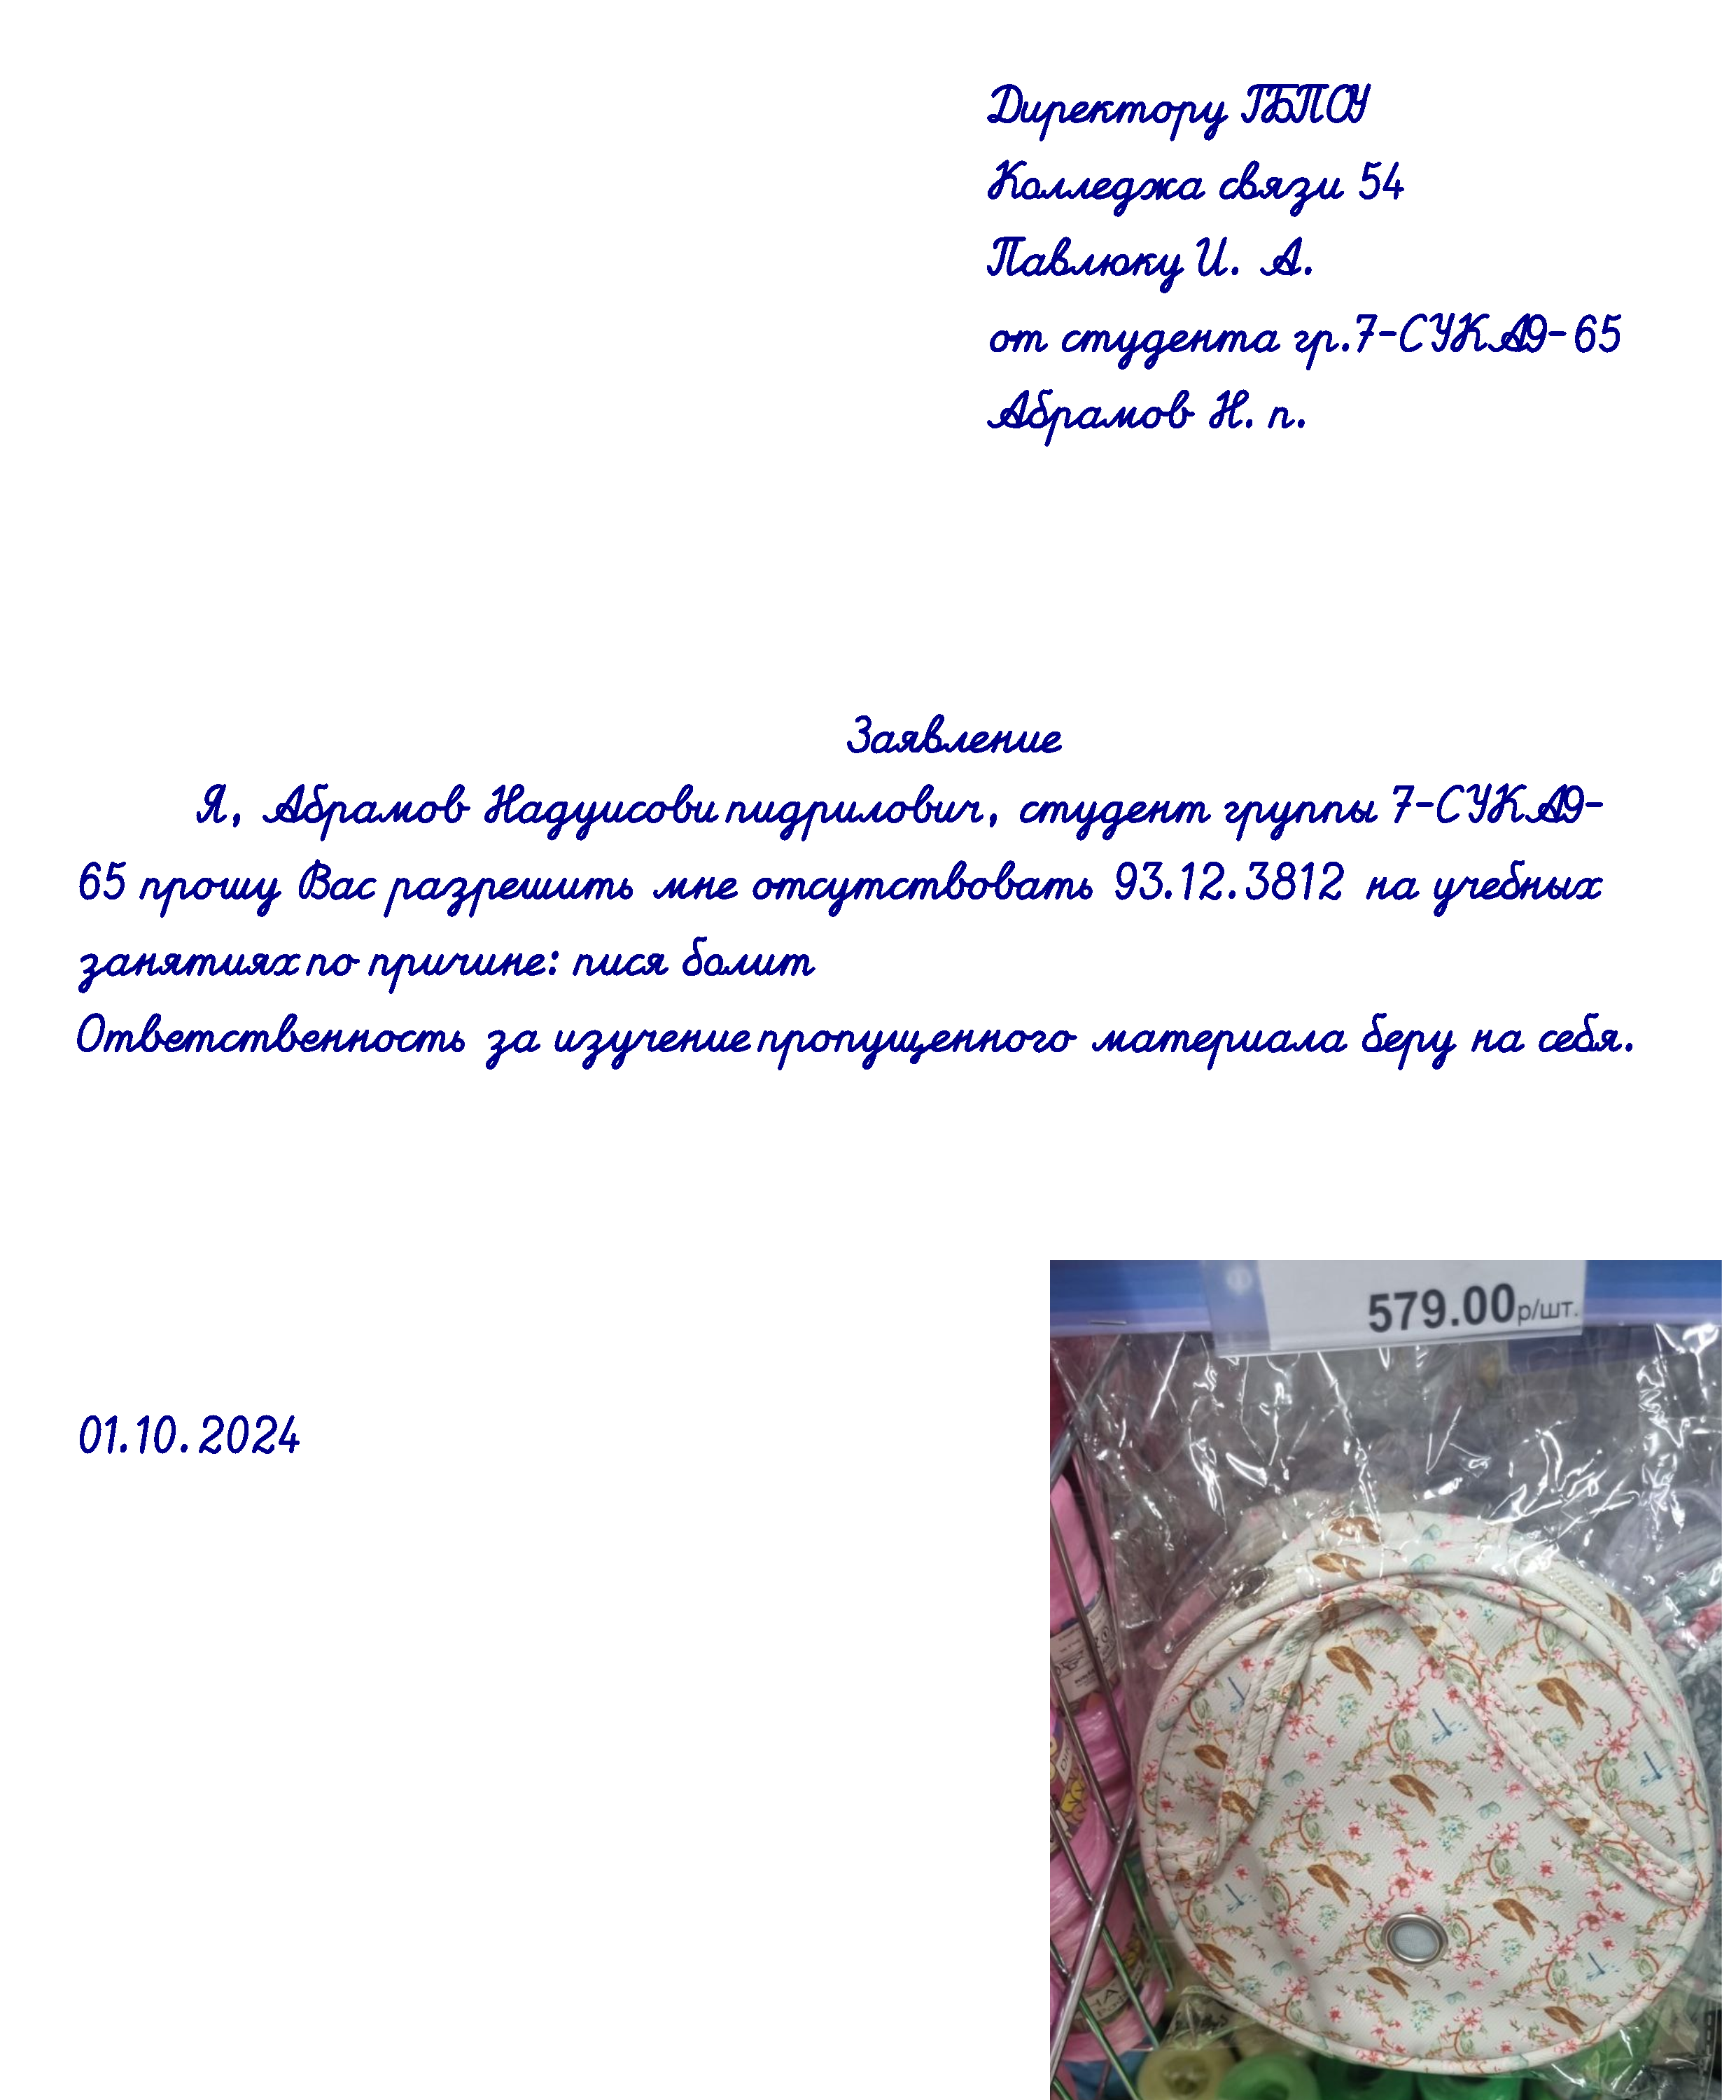 Директору ГБПОУ
Колледжа связи 54
Павлюку И. А.
от студента гр.7-СУКА9-65
Абрамов Н. п.
Заявление
Я, Абрамов Надуисови пидрилович, студент группы 7-СУКА9-
65 прошу Вас разрешить мне отсутствовать 93.12.3812 на учебных
занятиях по причине: пися болит
Ответственность за изучение пропущенного материала беру на себя.
579.00р/шт.
01.10.2024